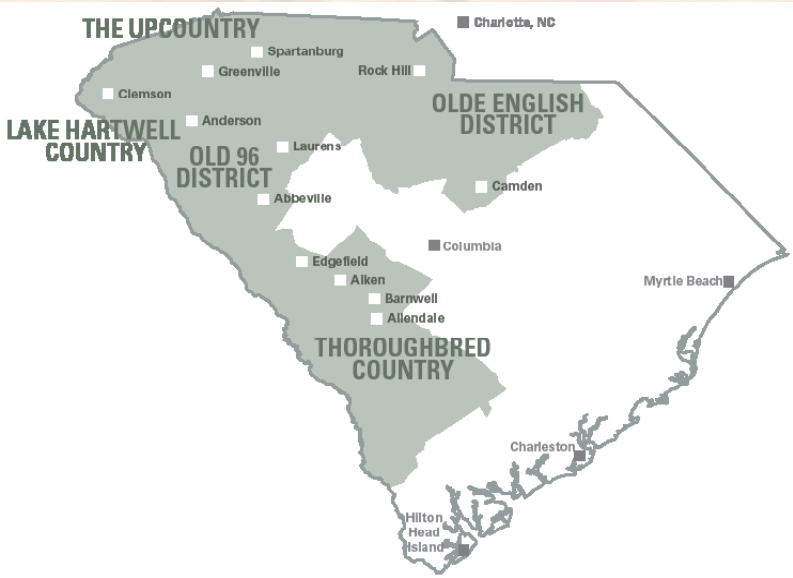 Charlotte, NC
THE UPCOUNTRY
Spartanburg
Greenville
Rock Hill
Clemson
OLDE ENGLISH
DISTRICT
Anderson
LAKE HARTWELL
COUNTRY
Laurens
OLD 96
DISTRICT
Camden
Abbeville
Columbia
Edgefield
Aiken
Myrtle Beach
Barnwell
Allendale
THOROUGHBRED
COUNTRY
Charleston
Hilton
Head
Island